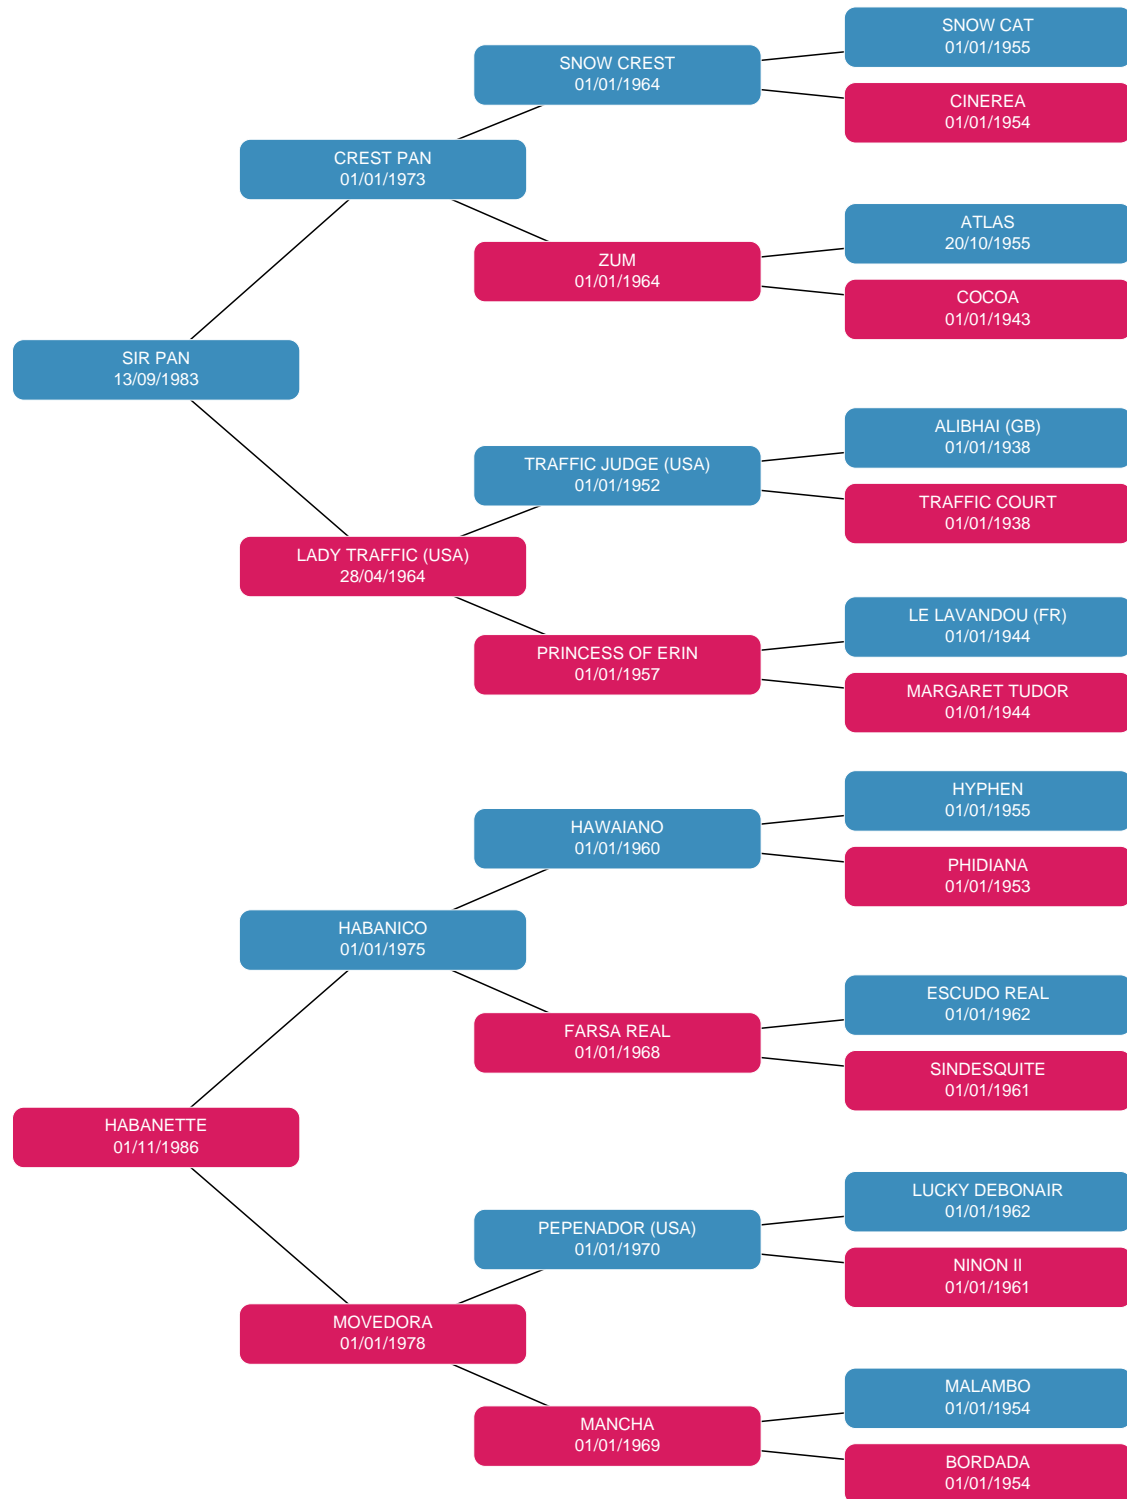 SNOW CAT
01/01/1955
SNOW CREST
01/01/1964
CINEREA
01/01/1954
CREST PAN
01/01/1973
ATLAS
20/10/1955
ZUM
01/01/1964
COCOA
01/01/1943
SIR PAN
13/09/1983
ALIBHAI (GB)
01/01/1938
TRAFFIC JUDGE (USA)
01/01/1952
TRAFFIC COURT
01/01/1938
LADY TRAFFIC (USA)
28/04/1964
LE LAVANDOU (FR)
01/01/1944
PRINCESS OF ERIN
01/01/1957
MARGARET TUDOR
01/01/1944
HYPHEN
01/01/1955
HAWAIANO
01/01/1960
PHIDIANA
01/01/1953
HABANICO
01/01/1975
ESCUDO REAL
01/01/1962
FARSA REAL
01/01/1968
SINDESQUITE
01/01/1961
HABANETTE
01/11/1986
LUCKY DEBONAIR
01/01/1962
PEPENADOR (USA)
01/01/1970
NINON II
01/01/1961
MOVEDORA
01/01/1978
MALAMBO
01/01/1954
MANCHA
01/01/1969
BORDADA
01/01/1954